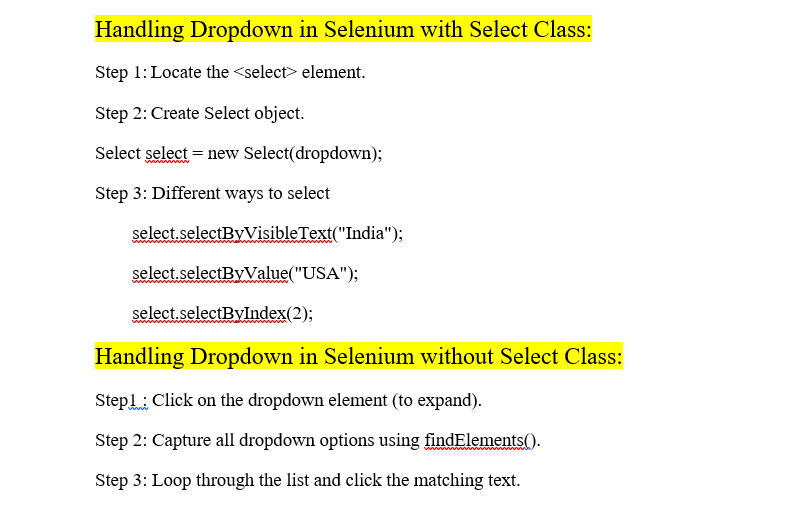 Handling Dropdown in Selenium with Select Class:
Step 1: Locate the <select> element.
Step 2: Create Select object.
Select select = new Select(dropdown);
Step 3: Different ways to select
select.selectByVisibleText("India");
select.selectByValue("USA");
select.selectByIndex(2);
Handling Dropdown in Selenium without Select Class:
Step1 : Click on the dropdown element (to expand).
Step 2: Capture all dropdown options using findElements().
Step 3: Loop through the list and click the matching text.